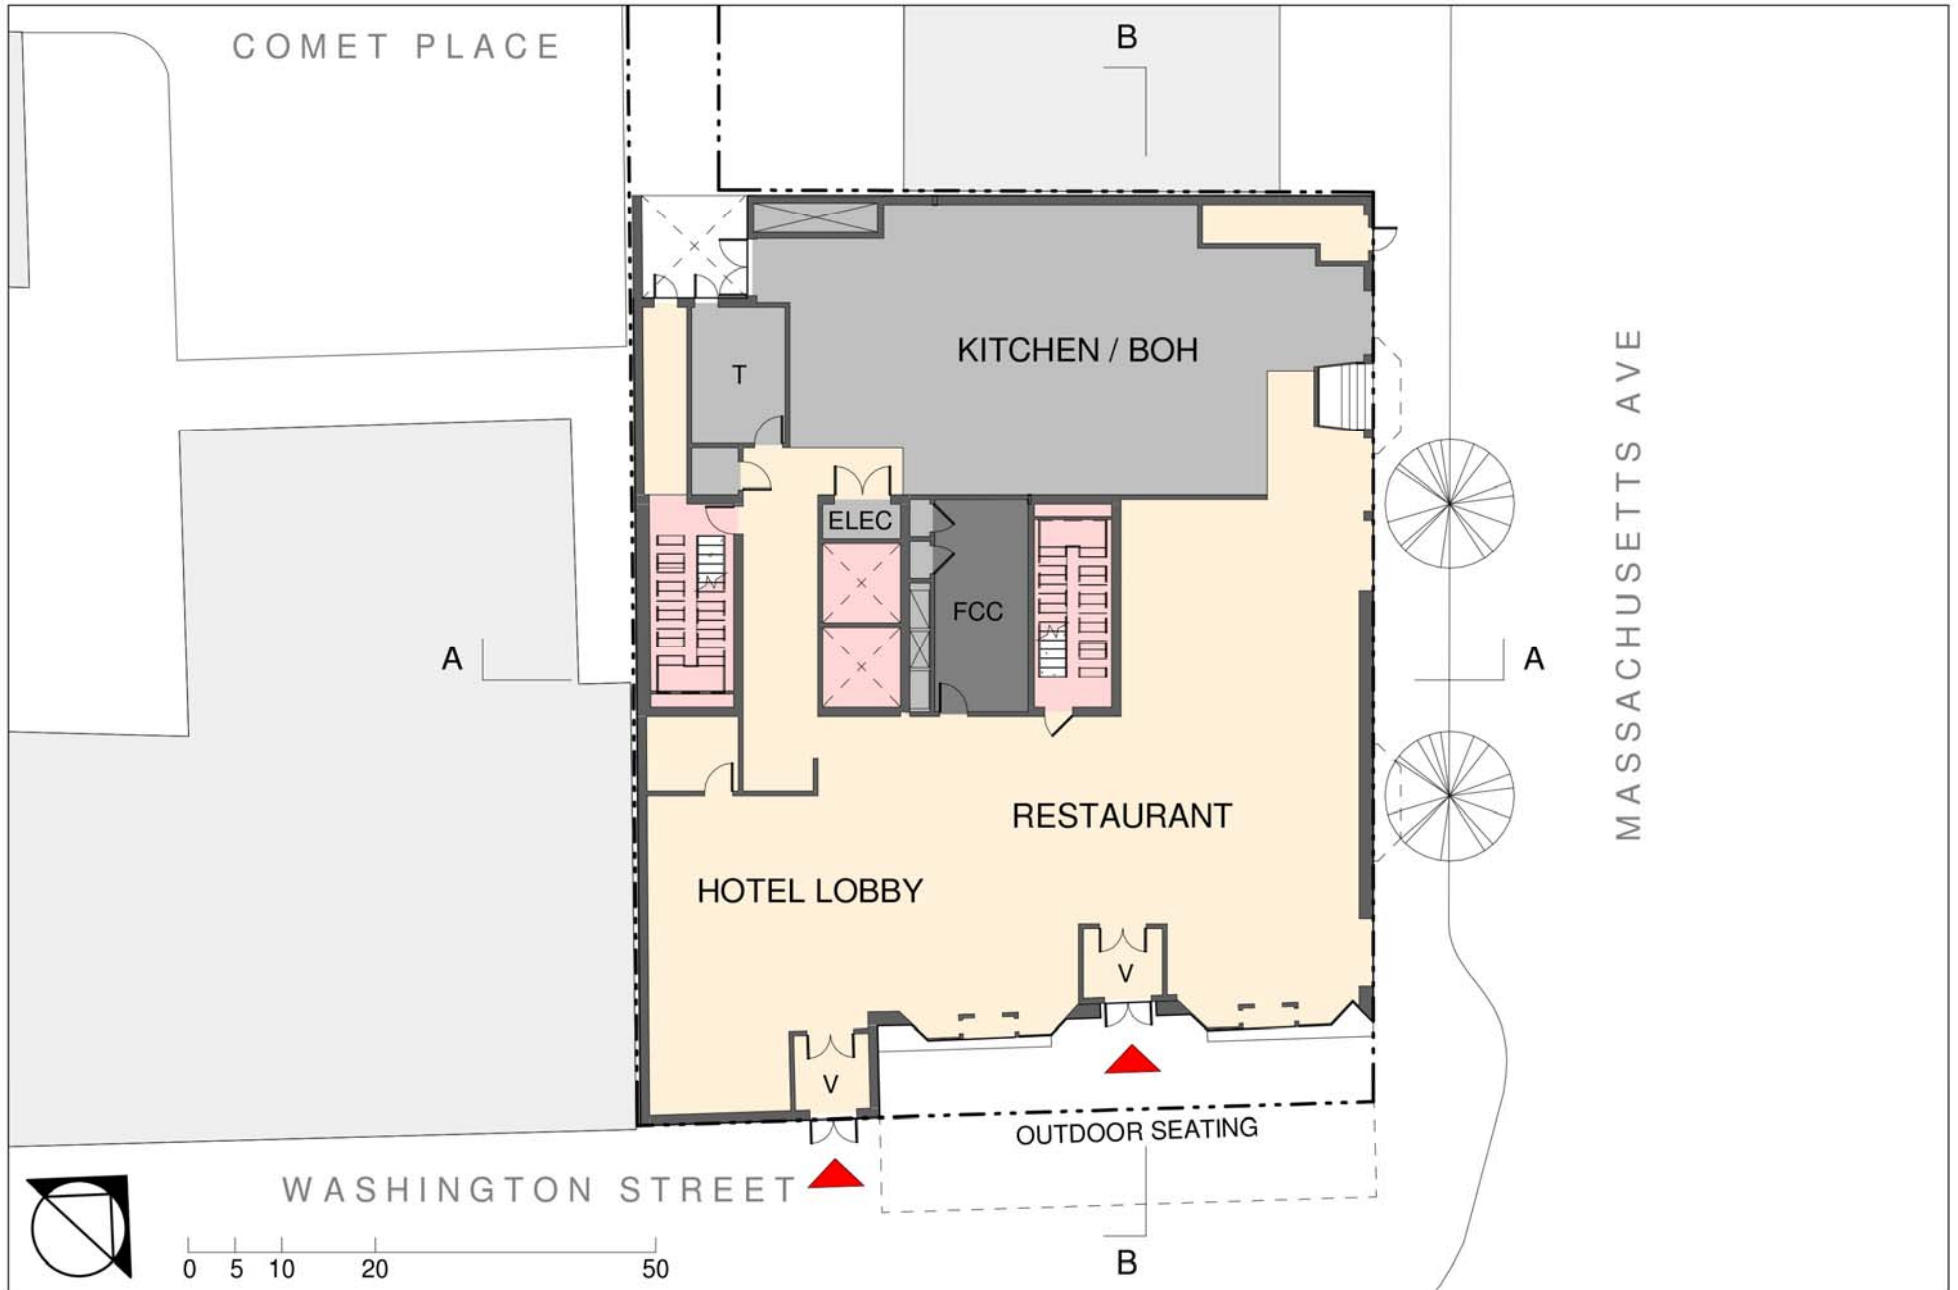 COMET PLACE
B
KITCHEN / BOH
T
MASSACHUSETTS AVE
ELEC
FCC
A
A
RESTAURANT
HOTEL LOBBY
V
V
OUTDOOR SEATING
WASHINGTON STREET
B
0 5 10 20 50